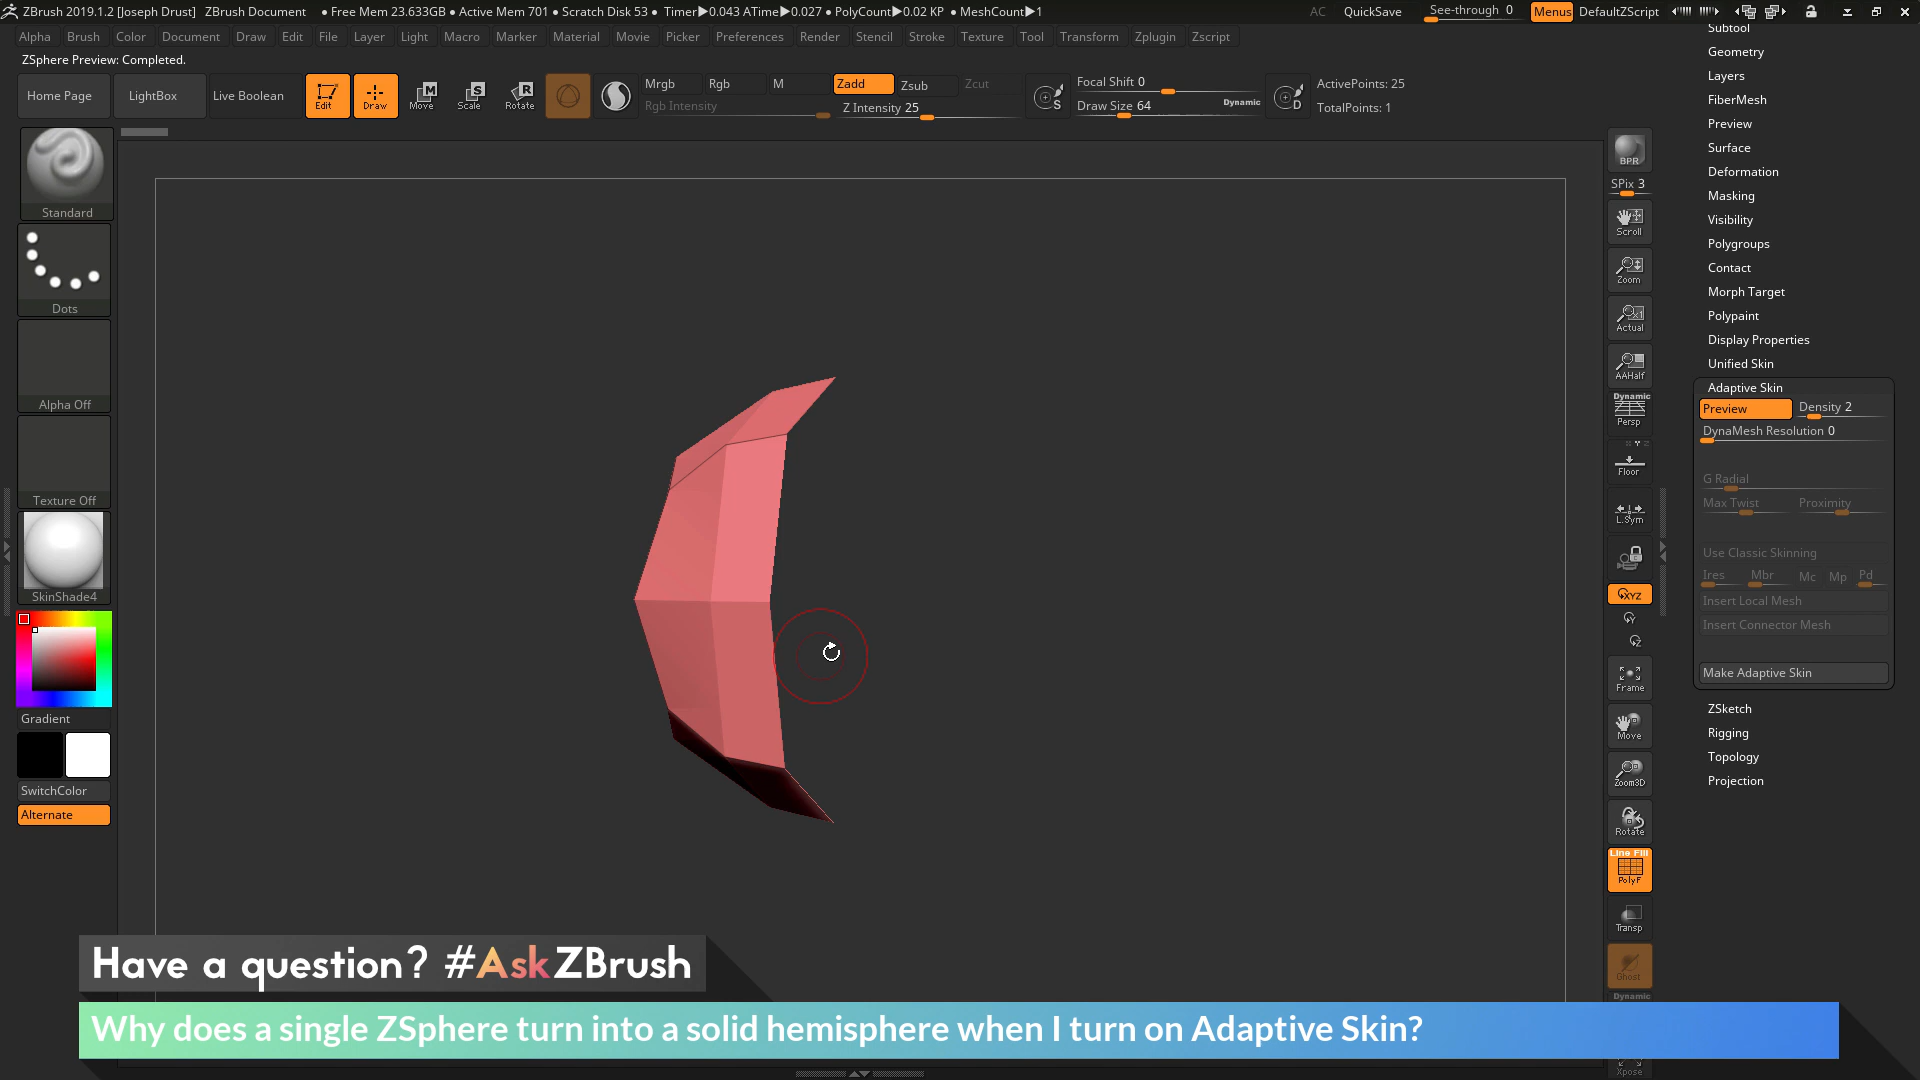 ZBrush 2019.1.2 [Joseph Drust] ZBrush Document • Free Mem 23.633GB • Active Mem 701 • Scratch Disk 53 • Timer▶0.043 ATime▶0.027 • PolyCount▶0.02 KP • MeshCount▶1 AC QuickSave See-through 0 Menus DefaultZScript
Alpha Brush Color Document Draw Edit File Layer Light Macro Marker Material Movie Picker Preferences Render Stencil Stroke Texture Tool Transform Zplugin Zscript
ZSphere Preview: Completed.
Home Page LightBox Live Boolean Edit Draw Move Scale Rotate
Mrgb Rgb M Zadd Zsub Zcut
Rgb Intensity Z Intensity 25
Focal Shift 0
Draw Size 64 Dynamic
ActivePoints: 25
TotalPoints: 1
Standard
Dots
Alpha Off
Texture Off
SkinShade4
Gradient
SwitchColor
Alternate
BPR
SPix 3
Scroll
Zoom
Actual
AAHalf
Dynamic
Persp
Floor
L.Sym
XYZ
Frame
Move
Zoom3D
Rotate
Line Fill
PolyF
Transp
Ghost
Dynamic
Xpose
Subtool
Geometry
Layers
FiberMesh
Preview
Surface
Deformation
Masking
Visibility
Polygroups
Contact
Morph Target
Polypaint
Display Properties
Unified Skin
Adaptive Skin
Preview Density 2
DynaMesh Resolution 0
G Radial
Max Twist Proximity
Use Classic Skinning
Ires Mbr Mc Mp Pd
Insert Local Mesh
Insert Connector Mesh
Make Adaptive Skin
ZSketch
Rigging
Topology
Projection
Have a question? #AskZBrush
Why does a single ZSphere turn into a solid hemisphere when I turn on Adaptive Skin?